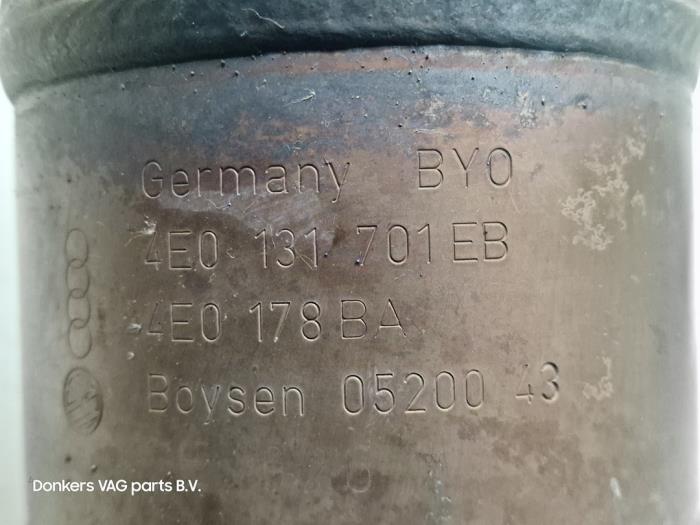 Germany BYO
4E0 131 701 EB
4E0 178 BA
Boysen 05200 43
Donkers VAG parts B.V.